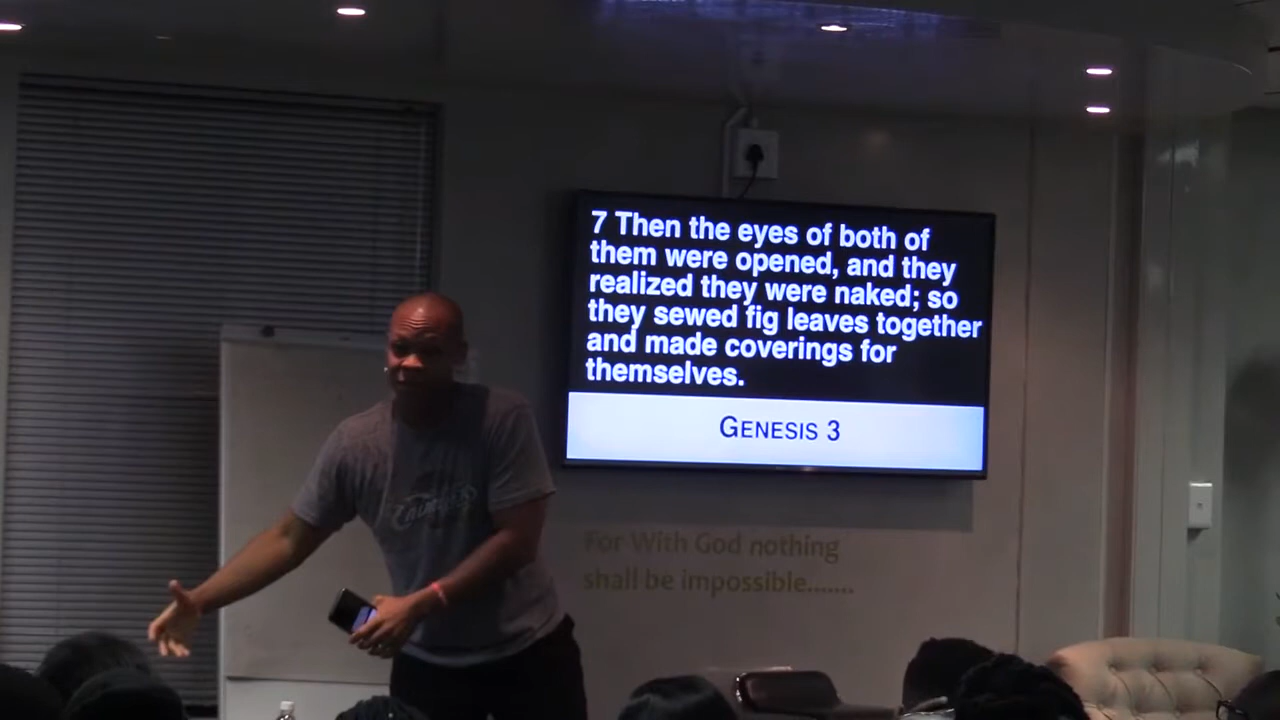 7 Then the eyes of both of
them were opened, and they
realized they were naked; so
they sewed fig leaves together
and made coverings for
themselves.
GENESIS 3
For With God nothing
shall be impossible.......